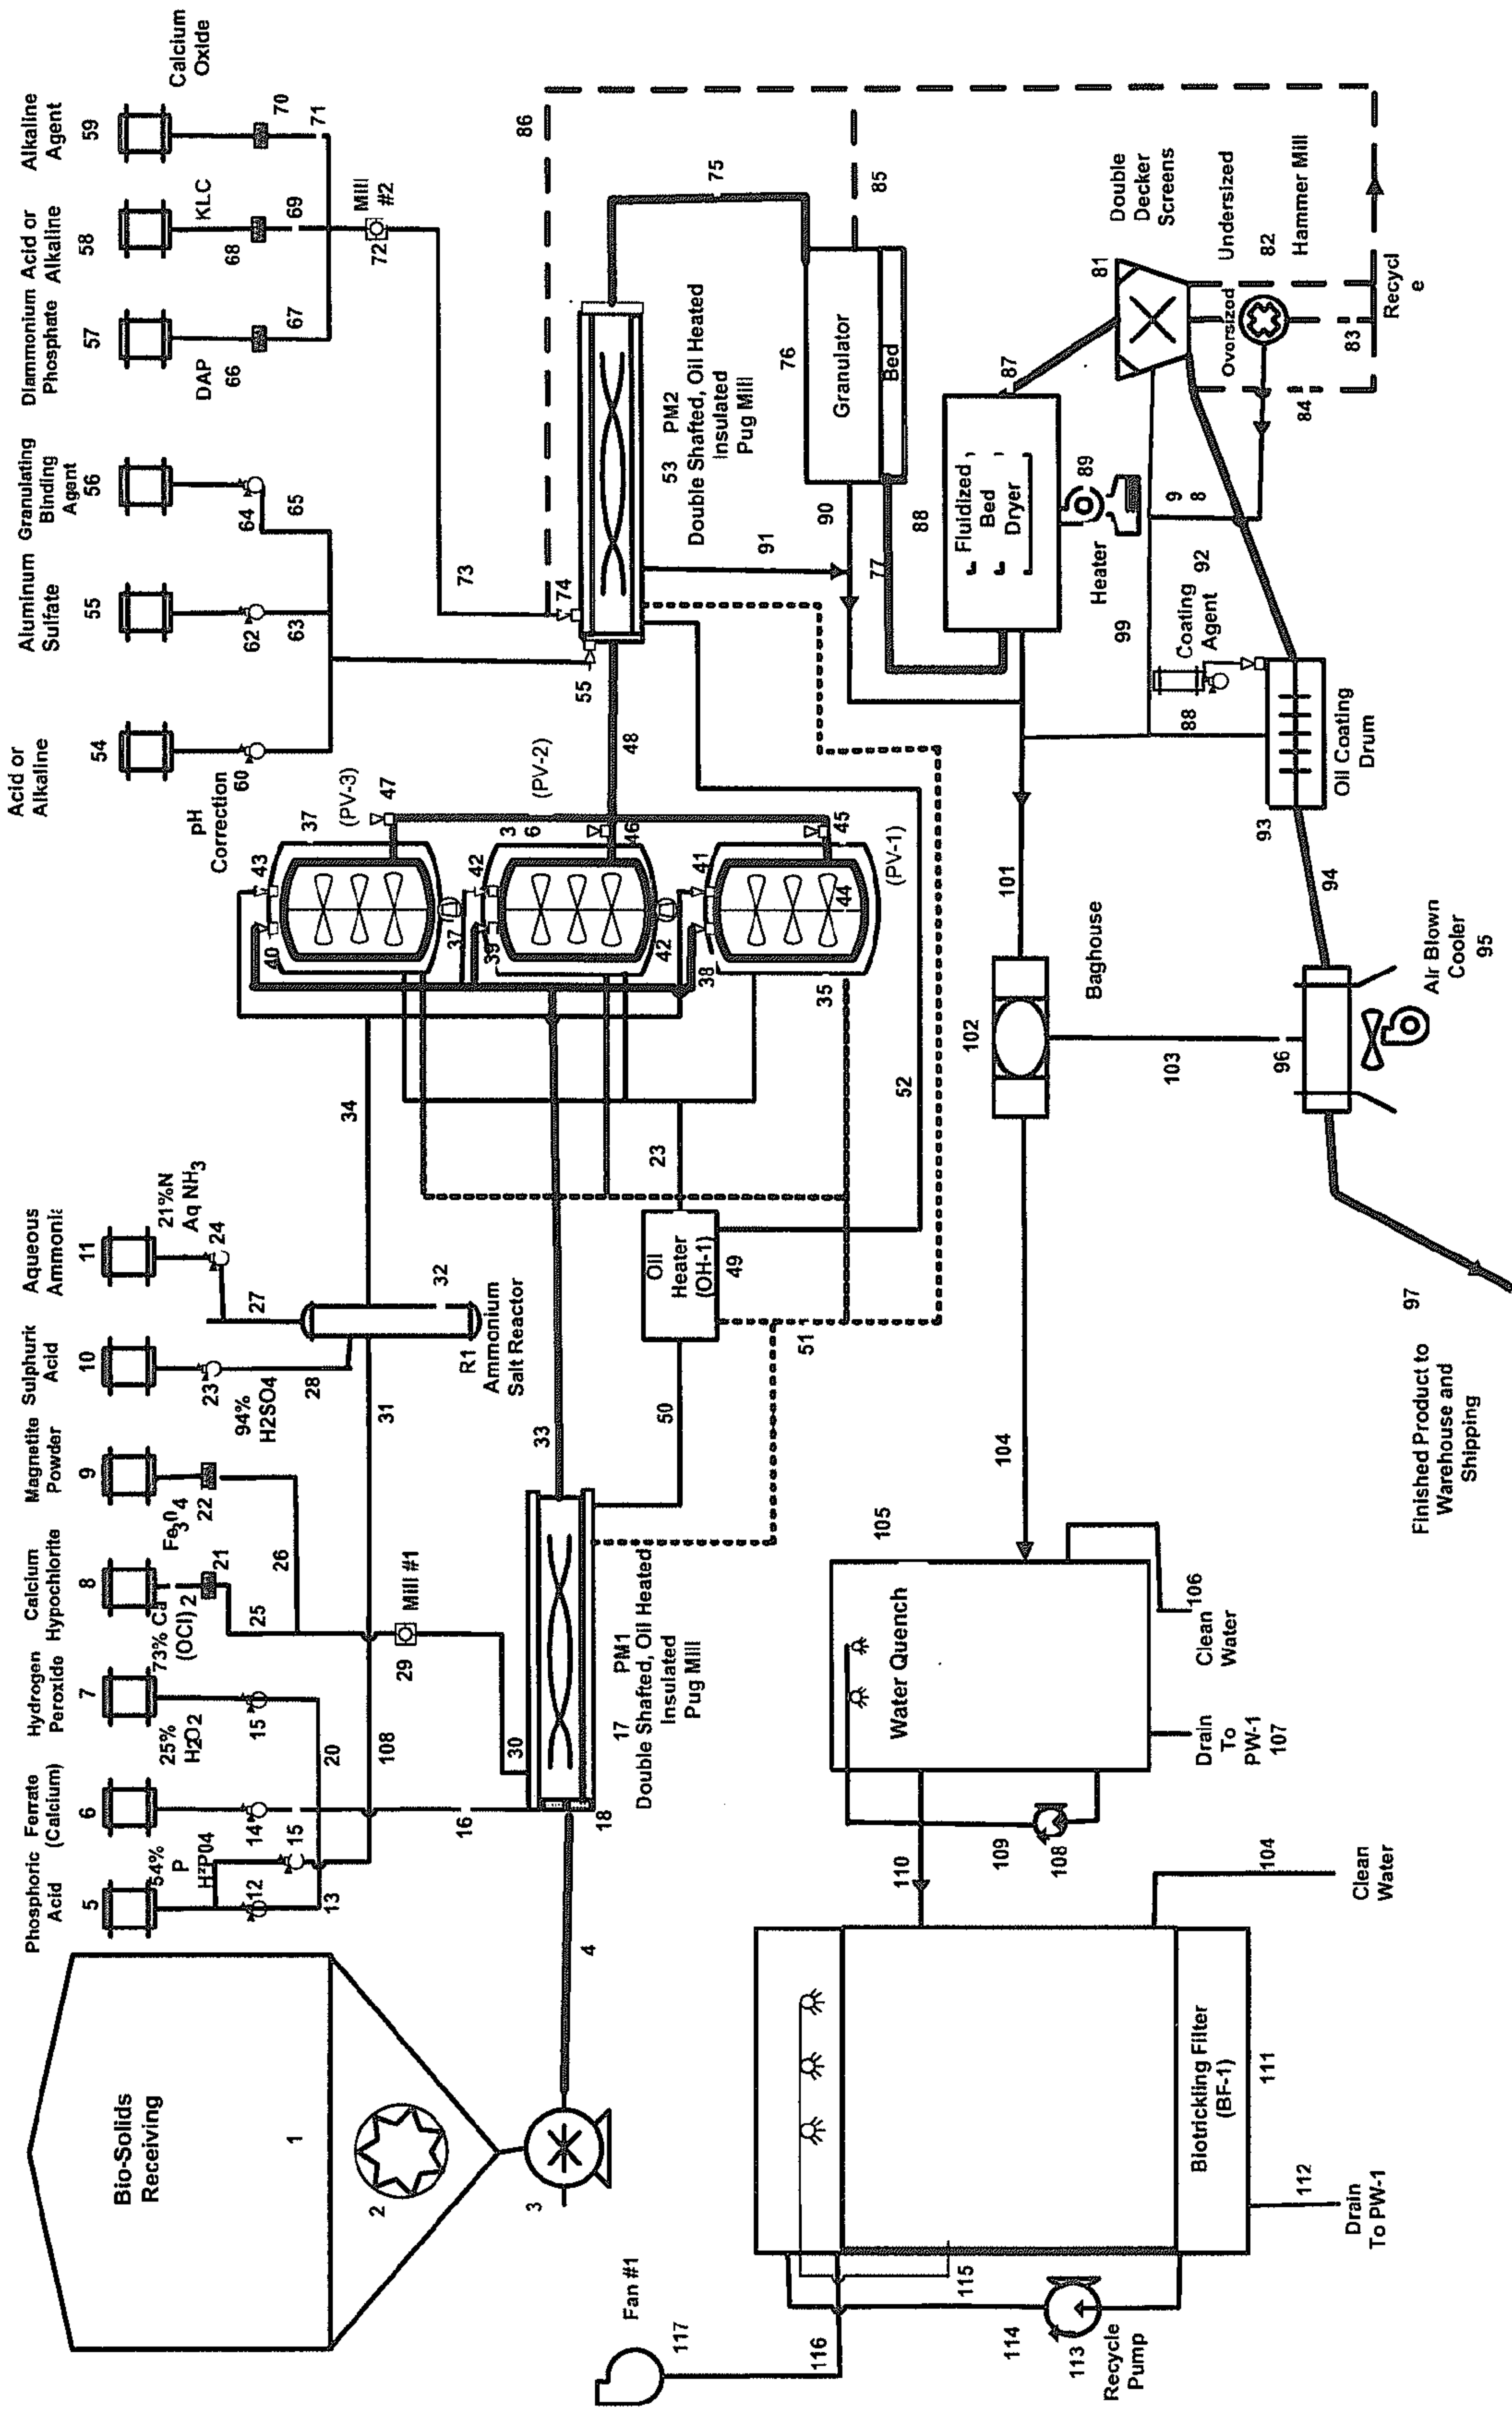 Bio-Solids
Receiving
1
2
3
4
Phosphoric
Acid
5
54%
P
H³P04
12
13
15
Ferrate
(Calcium)
6
14
16
Hydrogen
Peroxide
7
25%
H2O2
15
20
108
Calcium
Hypochlorite
8
73% Ca
(OCl) 2
21
25
Magnetite
Powder
9
Fe3O4
22
26
Mill #1
29
30
31
Sulphuric
Acid
10
23
94%
H2SO4
28
Aqueous
Ammonia
11
21%N
Aq NH3
24
27
32
R1
Ammonium
Salt Reactor
17 PM1
Double Shafted, Oil Heated
Insulated
Pug Mill
18
33
34
Oil
Heater
(OH-1)
49
50
51
52
23
35
37
(PV-3)
3
6
(PV-2)
(PV-1)
38
39
40
41
42
43
44
45
46
47
37
42
48
Acid or
Alkaline
54
pH
Correction
60
Aluminum
Sulfate
55
62
63
Granulating
Binding
Agent
56
64
65
Diammonium
Phosphate
57
DAP
66
67
Acid or
Alkaline
58
KLC
68
69
Alkaline
Agent
59
Calcium
Oxide
70
71
Mill
#2
72
73
74
55
53 PM2
Double Shafted, Oil Heated
Insulated
Pug Mill
75
86
85
76
Granulator
Bed
77
90
91
88
Fluidized
Bed
Dryer
87
89
Heater
81
Double
Decker
Screens
Undersized
82
Hammer Mill
Oversized
83
84
Recycl
e
9
8
99
92
Coating
Agent
88
Oil Coating
Drum
93
94
Air Blown
Cooler
95
96
97
Finished Product to
Warehouse and
Shipping
101
102
Baghouse
103
104
105
Water Quench
106
Clean
Water
Drain
To
PW-1
107
108
109
110
104
Clean
Water
Biotrickling Filter
(BF-1)
111
112
Drain
To PW-1
113
Recycle
Pump
114
115
116
117
Fan #1